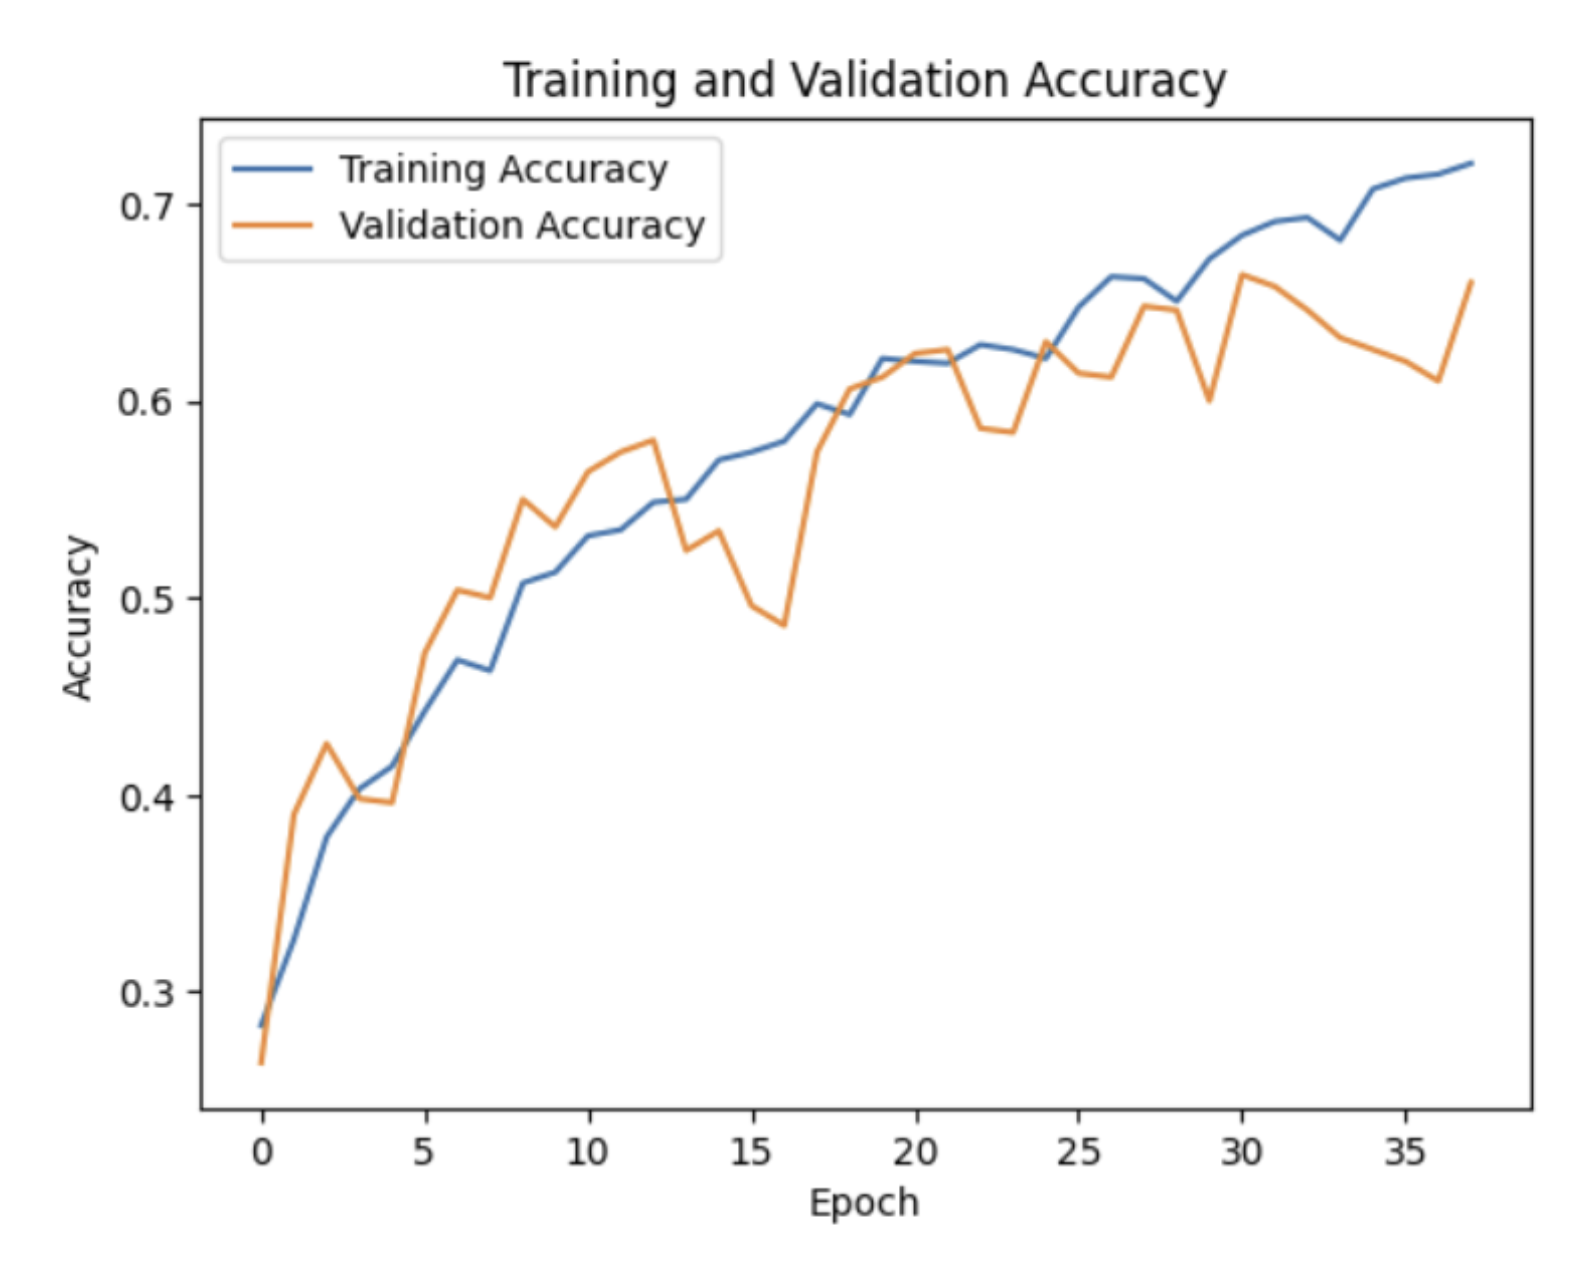 Training and Validation Accuracy
Training Accuracy
Validation Accuracy
0.7
0.6
0.5
0.4
0.3
Accuracy
0 5 10 15 20 25 30 35
Epoch